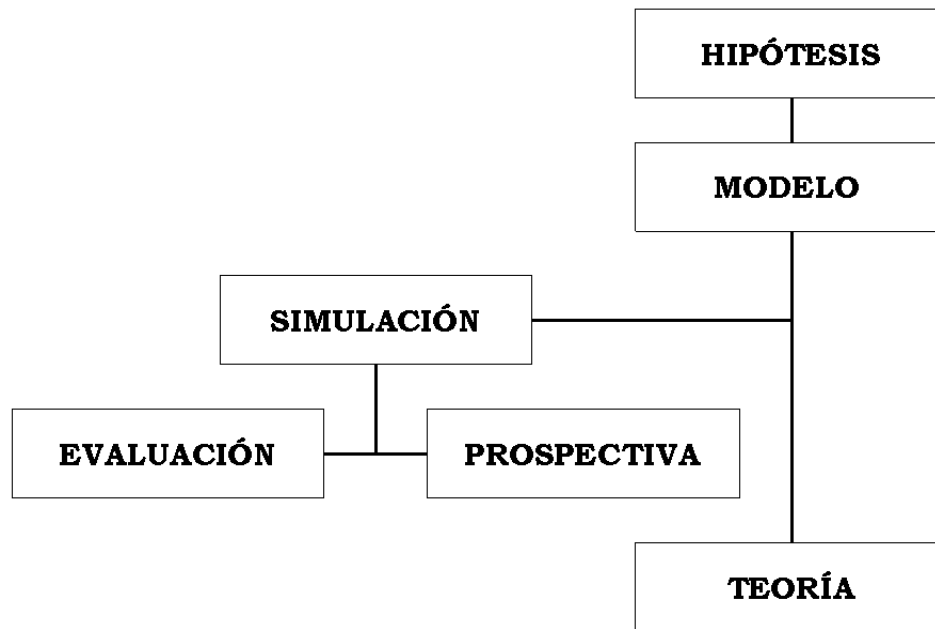 HIPÓTESIS
MODELO
SIMULACIÓN
EVALUACIÓN
PROSPECTIVA
TEORÍA